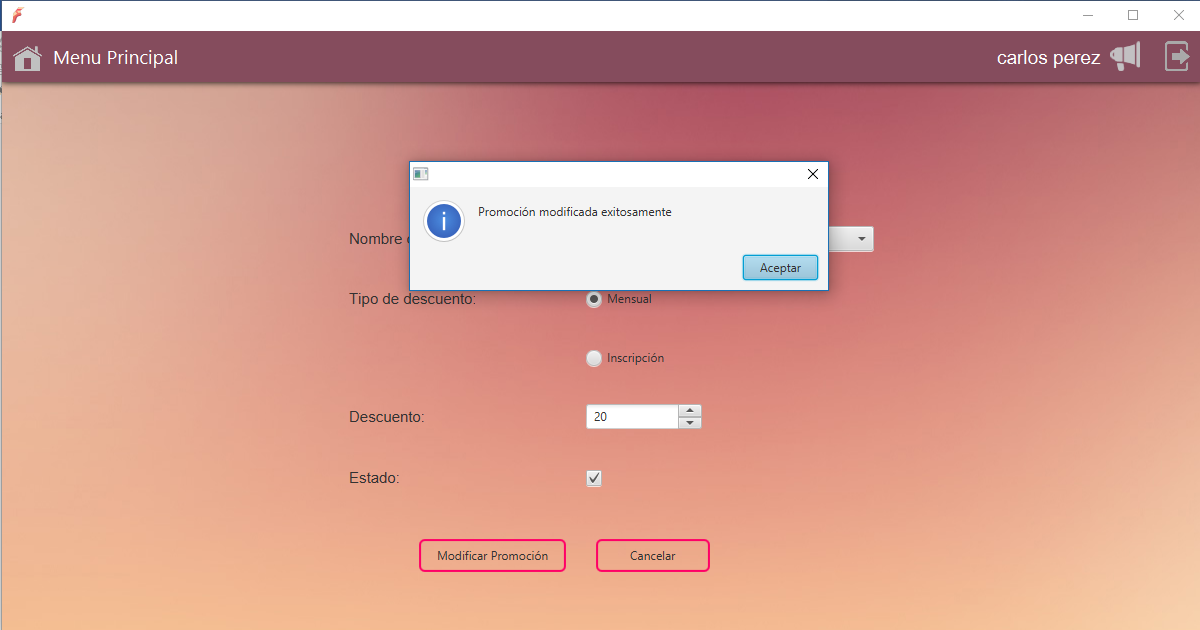 Menu Principal
carlos perez
Promoción modificada exitosamente
Aceptar
Nombre
Tipo de descuento:
Mensual
Inscripción
Descuento:
20
Estado:
Modificar Promoción
Cancelar